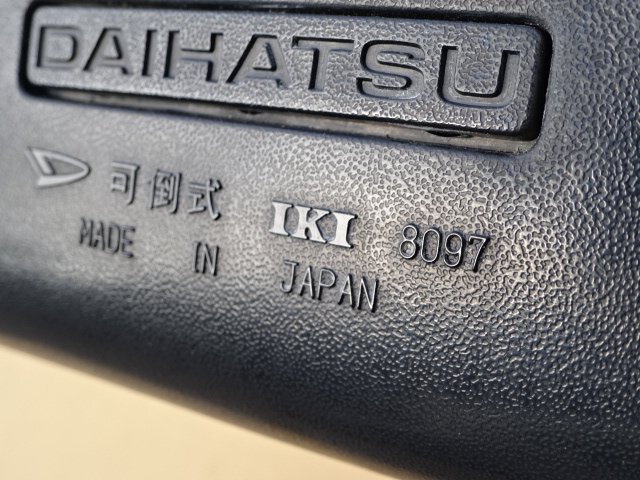 DAIHATSU
可倒式 IKI 8097
MADE IN JAPAN